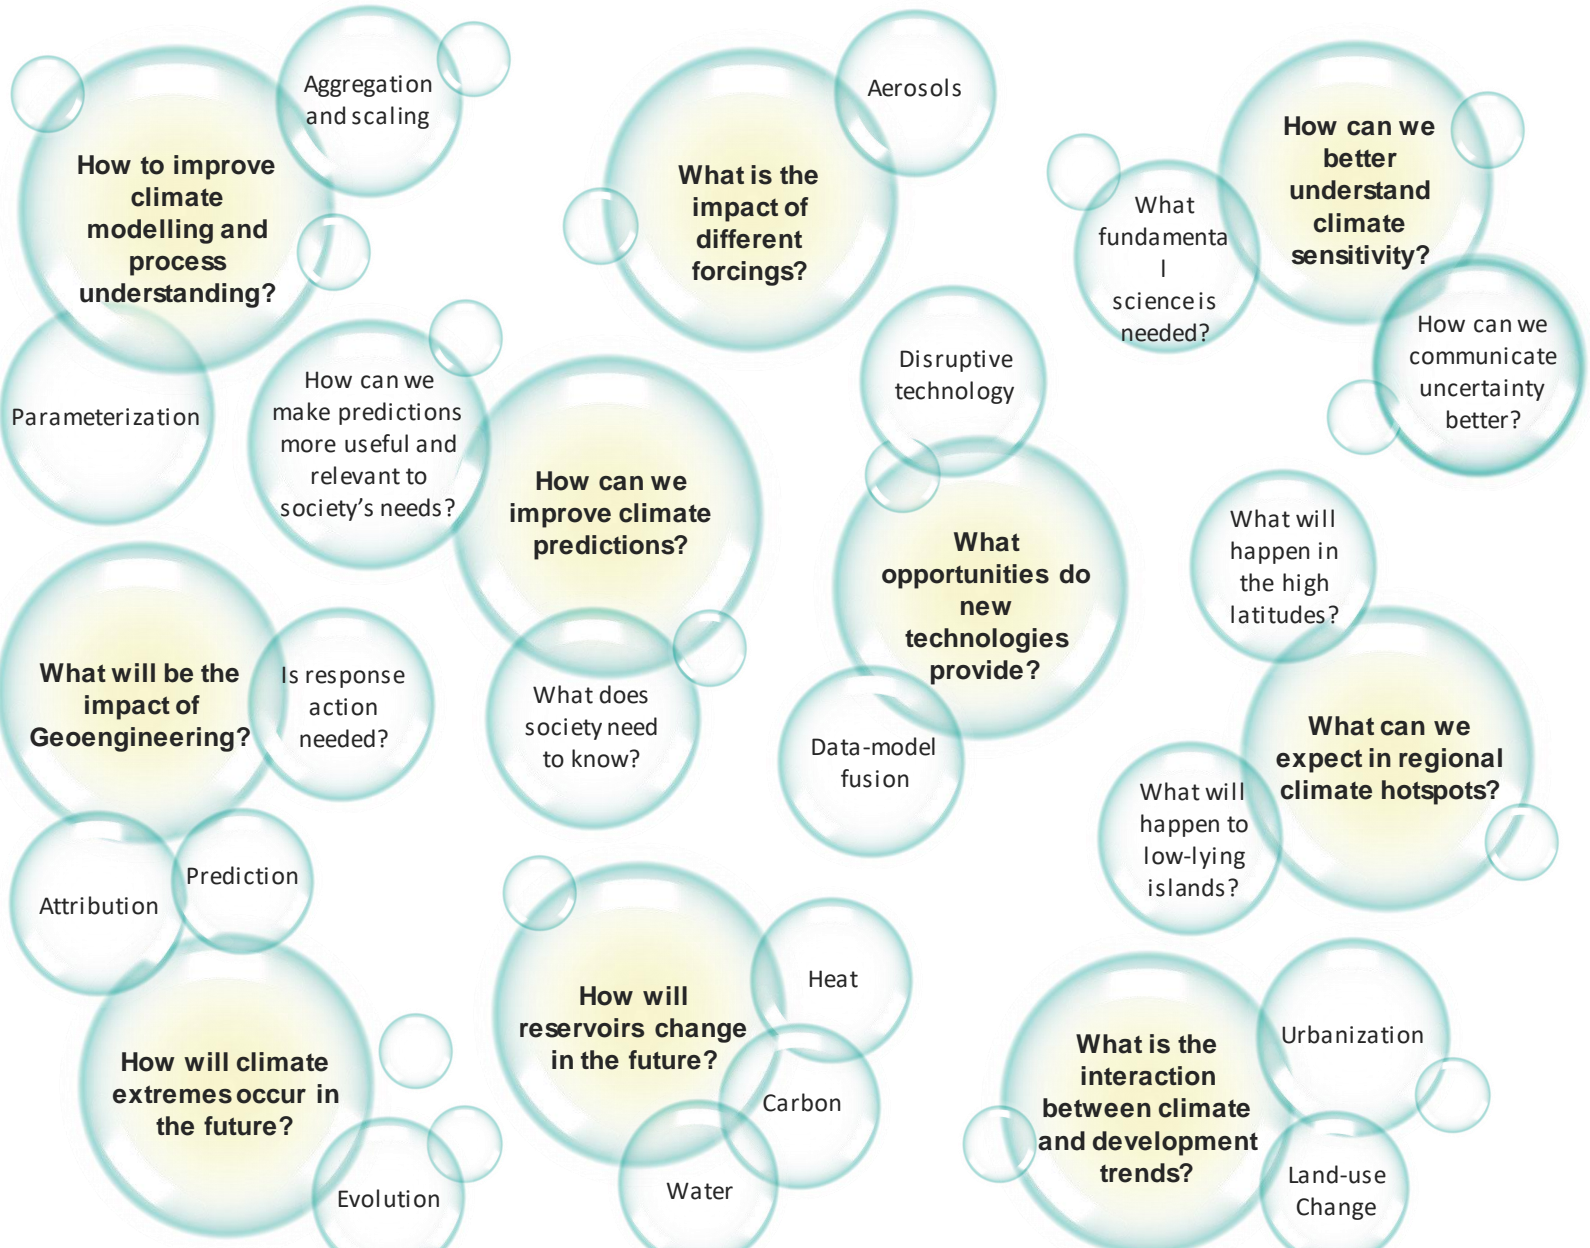 How to improve
climate
modelling and
process
understanding?
Aggregation
and scaling
Parameterization
What is the
impact of
different
forcings?
Aerosols
How can we
better
understand
climate
sensitivity?
What
fundamenta
l
science is
needed?
How can we
communicate
uncertainty
better?
How can we
make predictions
more useful and
relevant to
society’s needs?
How can we
improve climate
predictions?
What does
society need
to know?
Disruptive
technology
What
opportunities do
new
technologies
provide?
Data-model
fusion
What will
happen in
the high
latitudes?
What can we
expect in regional
climate hotspots?
What will
happen to
low-lying
islands?
What will be the
impact of
Geoengineering?
Is response
action
needed?
Attribution
Prediction
How will climate
extremes occur in
the future?
Evolution
How will
reservoirs change
in the future?
Heat
Carbon
Water
What is the
interaction
between climate
and development
trends?
Urbanization
Land-use
Change